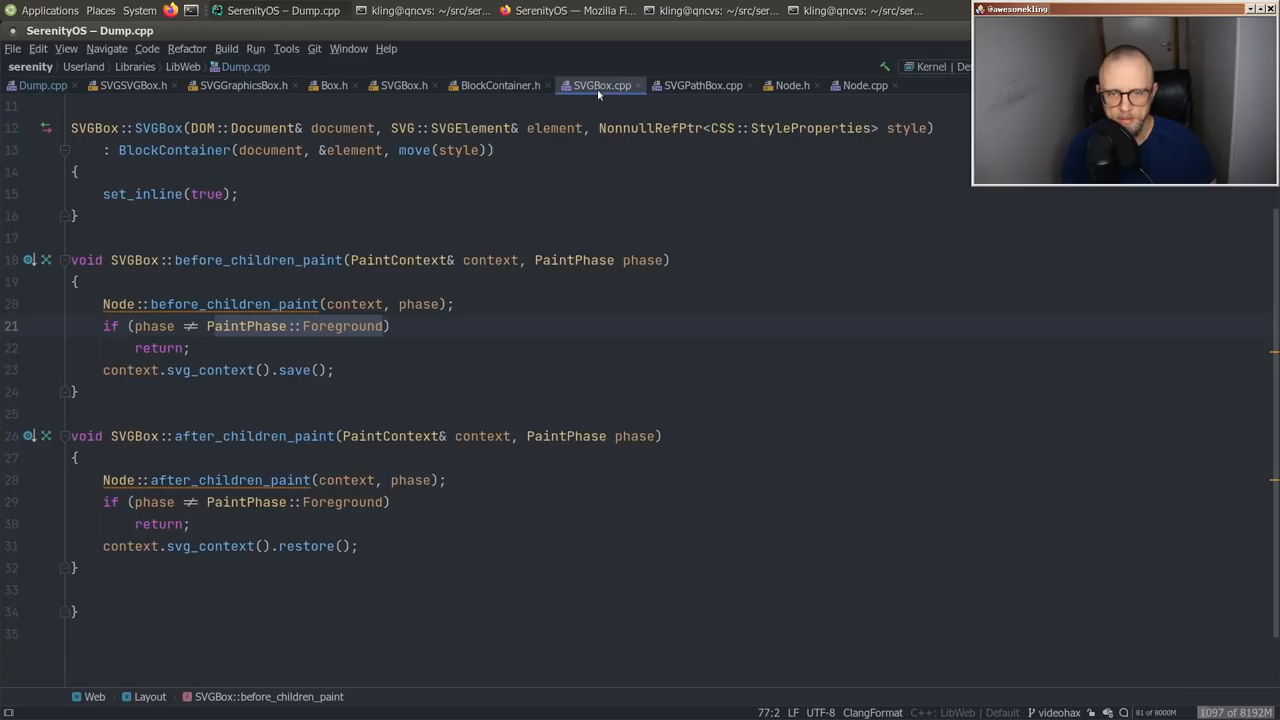 Applications Places System SerenityOS – Dump.cpp kling@qncvs: ~/src/ser... SerenityOS — Mozilla Fi... kling@qncvs: ~/src/ser... kling@qncvs: ~/src/ser...
@awesomekling
SerenityOS – Dump.cpp
File Edit View Navigate Code Refactor Build Run Tools Git Window Help
serenity Userland Libraries LibWeb Dump.cpp Kernel | De
Dump.cpp SVGSVGBox.h SVGGraphicsBox.h Box.h SVGBox.h BlockContainer.h SVGBox.cpp SVGPathBox.cpp Node.h Node.cpp
11
12 SVGBox::SVGBox(DOM::Document& document, SVG::SVGElement& element, NonnullRefPtr<CSS::StyleProperties> style)
13 : BlockContainer(document, &element, move(style))
14 {
15 set_inline(true);
16 }
17
18 void SVGBox::before_children_paint(PaintContext& context, PaintPhase phase)
19 {
20 Node::before_children_paint(context, phase);
21 if (phase ≠ PaintPhase::Foreground)
22 return;
23 context.svg_context().save();
24 }
25
26 void SVGBox::after_children_paint(PaintContext& context, PaintPhase phase)
27 {
28 Node::after_children_paint(context, phase);
29 if (phase ≠ PaintPhase::Foreground)
30 return;
31 context.svg_context().restore();
32 }
33
34 }
35
Web Layout SVGBox::before_children_paint
77:2 LF UTF-8 ClangFormat C++: LibWeb | Default videohax 81 of 8000M 1097 of 8192M